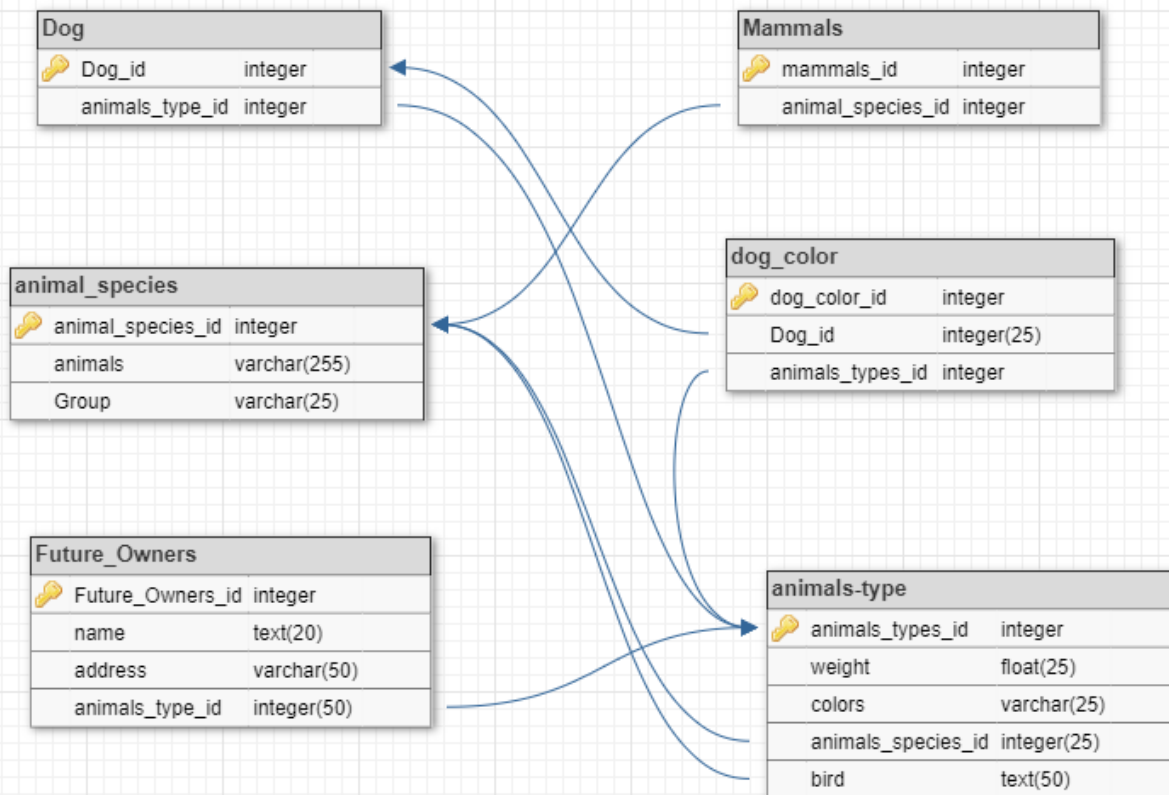 Dog
Dog_id integer
animals_type_id integer
Mammals
mammals_id integer
animal_species_id integer
animal_species
animal_species_id integer
animals varchar(255)
Group varchar(25)
dog_color
dog_color_id integer
Dog_id integer(25)
animals_types_id integer
Future_Owners
Future_Owners_id integer
name text(20)
address varchar(50)
animals_type_id integer(50)
animals-type
animals_types_id integer
weight float(25)
colors varchar(25)
animals_species_id integer(25)
bird text(50)